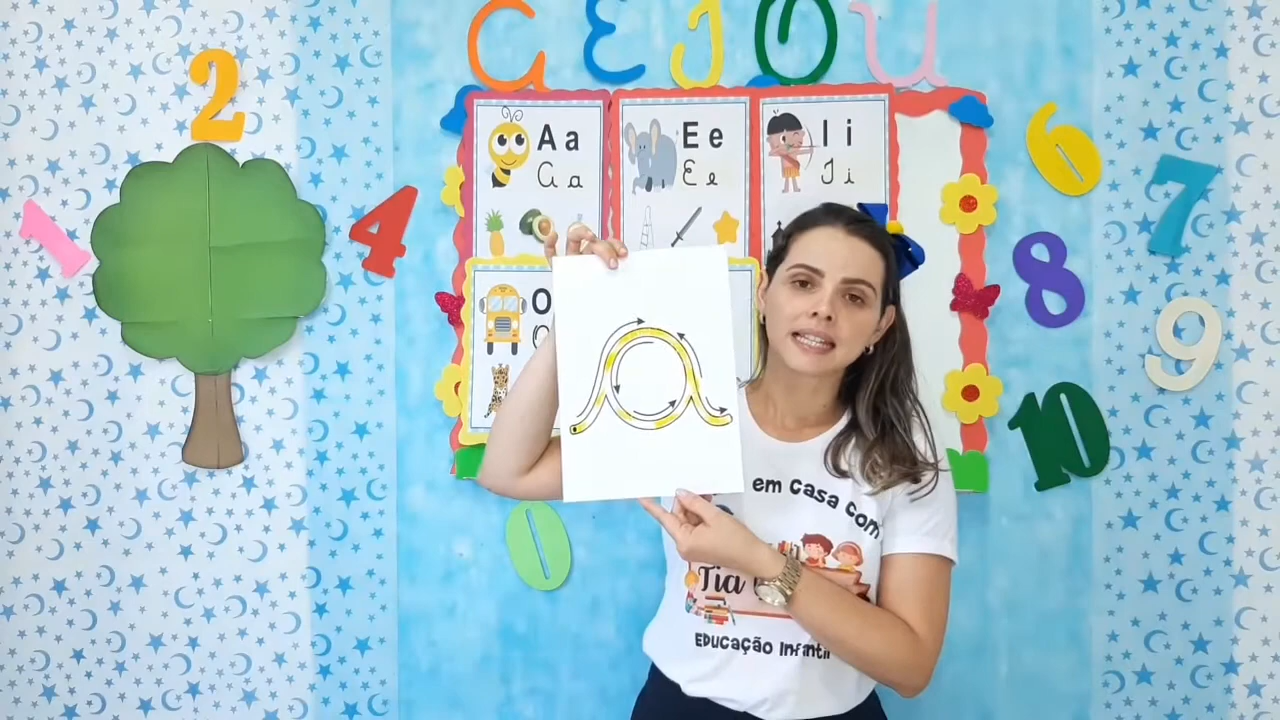 a e i o u
2
1
4
6
7
8
9
10
0
A a
a a
E e
E e
I i
I i
O
O
a
em casa com
Tia
Educação Infantil